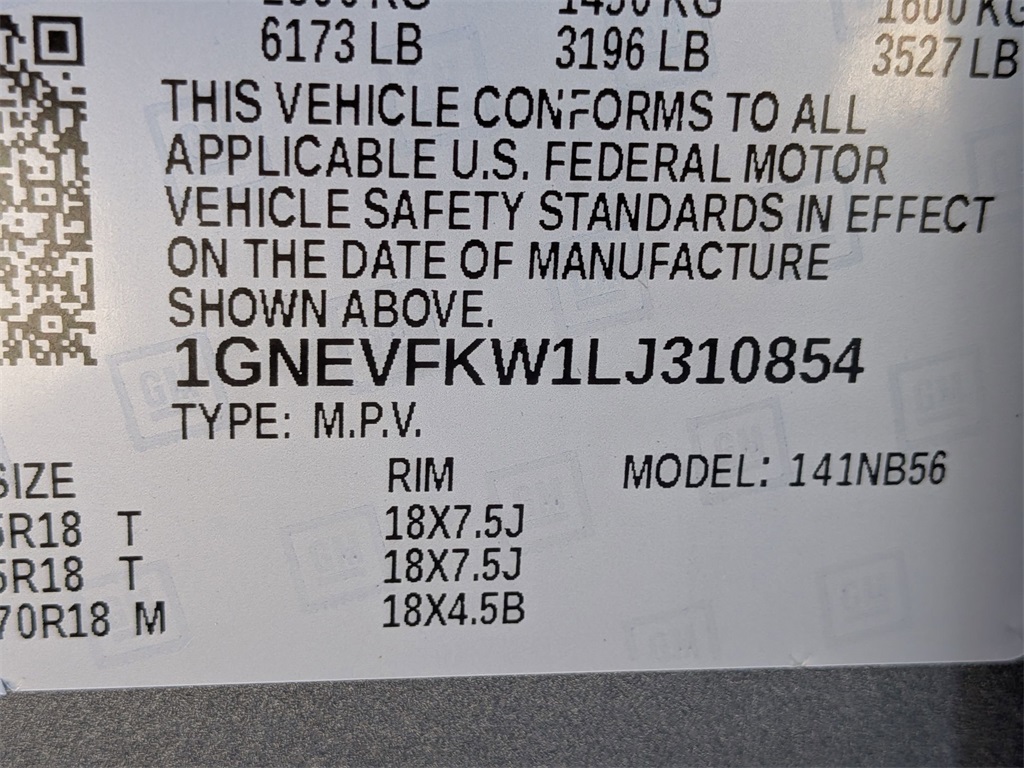 6173 LB 3196 LB 3527 LB
THIS VEHICLE CONFORMS TO ALL
APPLICABLE U.S. FEDERAL MOTOR
VEHICLE SAFETY STANDARDS IN EFFECT
ON THE DATE OF MANUFACTURE
SHOWN ABOVE.
1GNEVFKW1LJ310854
TYPE: M.P.V.
SIZE RIM MODEL: 141NB56
5R18 T 18X7.5J
5R18 T 18X7.5J
70R18 M 18X4.5B